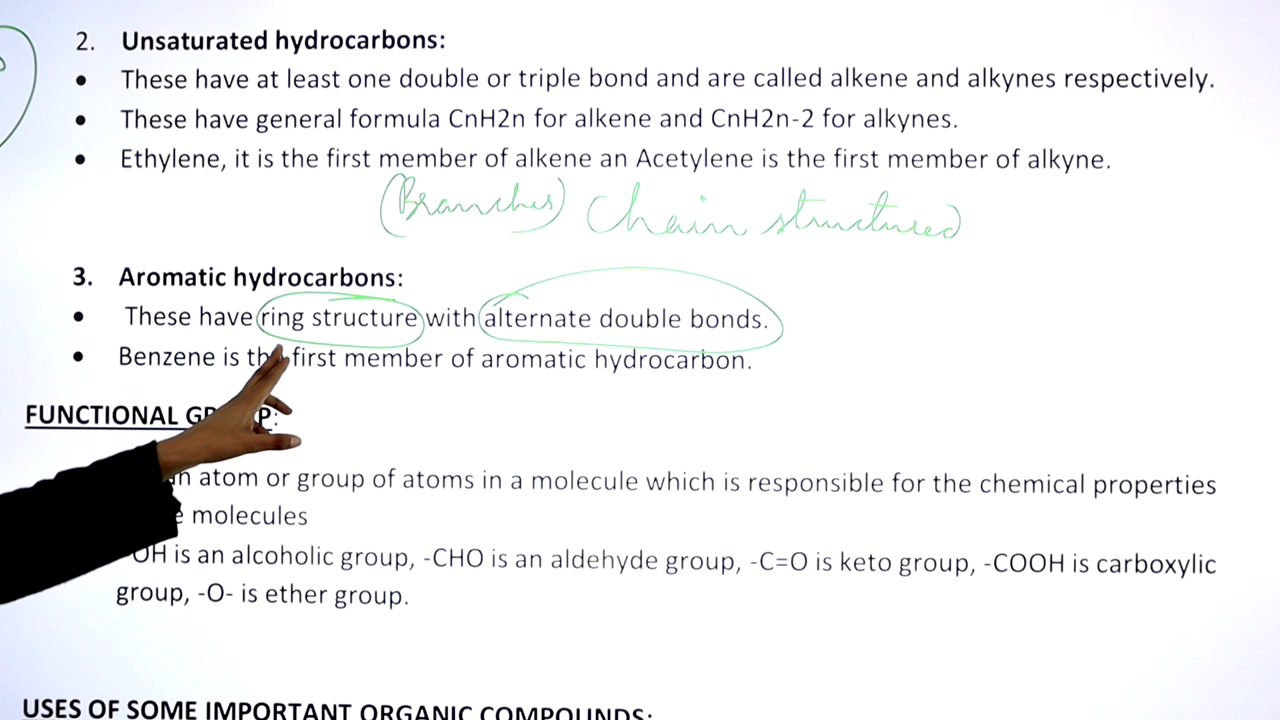 2. Unsaturated hydrocarbons:
• These have at least one double or triple bond and are called alkene and alkynes respectively.
• These have general formula CnH2n for alkene and CnH2n-2 for alkynes.
• Ethylene, it is the first member of alkene an Acetylene is the first member of alkyne.
(Branches) Chain structured
3. Aromatic hydrocarbons:
• These have ring structure with alternate double bonds.
• Benzene is the first member of aromatic hydrocarbon.
FUNCTIONAL GROUP:
atom or group of atoms in a molecule which is responsible for the chemical properties
molecules
OH is an alcoholic group, -CHO is an aldehyde group, -C=O is keto group, -COOH is carboxylic
group, -O- is ether group.
USES OF SOME IMPORTANT ORGANIC COMPOUNDS: